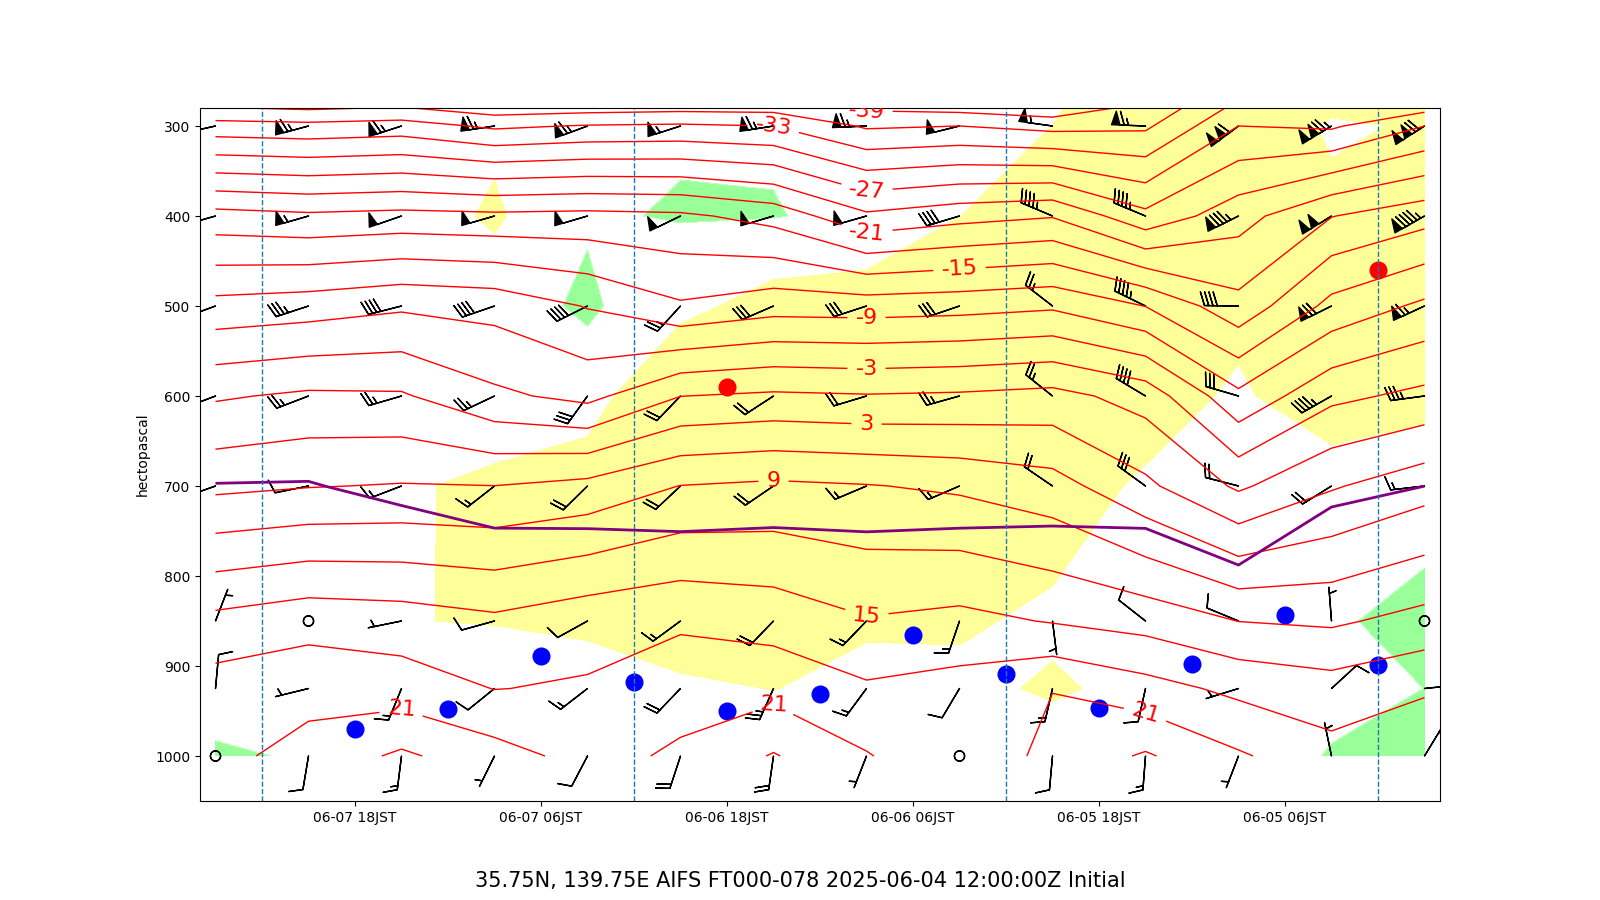 300
400
500
600
700
800
900
1000
hectopascal
-39
-33
-27
-21
-15
-9
-3
3
9
15
21
21
21
06-07 18JST
06-07 06JST
06-06 18JST
06-06 06JST
06-05 18JST
06-05 06JST
35.75N, 139.75E AIFS FT000-078 2025-06-04 12:00:00Z Initial